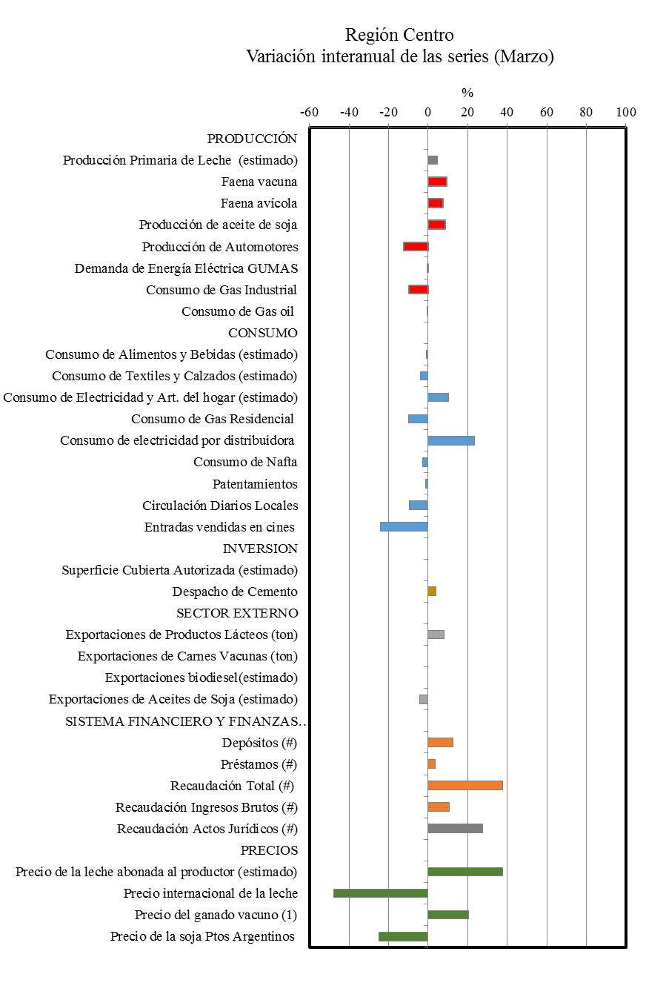 Región Centro
Variación interanual de las series (Marzo)
%
-60 -40 -20 0 20 40 60 80 100
PRODUCCIÓN
Producción Primaria de Leche (estimado)
Faena vacuna
Faena avícola
Producción de aceite de soja
Producción de Automotores
Demanda de Energía Eléctrica GUMAS
Consumo de Gas Industrial
Consumo de Gas oil
CONSUMO
Consumo de Alimentos y Bebidas (estimado)
Consumo de Textiles y Calzados (estimado)
Consumo de Electricidad y Art. del hogar (estimado)
Consumo de Gas Residencial
Consumo de electricidad por distribuidora
Consumo de Nafta
Patentamientos
Circulación Diarios Locales
Entradas vendidas en cines
INVERSION
Superficie Cubierta Autorizada (estimado)
Despacho de Cemento
SECTOR EXTERNO
Exportaciones de Productos Lácteos (ton)
Exportaciones de Carnes Vacunas (ton)
Exportaciones biodiesel(estimado)
Exportaciones de Aceites de Soja (estimado)
SISTEMA FINANCIERO Y FINANZAS…
Depósitos (#)
Préstamos (#)
Recaudación Total (#)
Recaudación Ingresos Brutos (#)
Recaudación Actos Jurídicos (#)
PRECIOS
Precio de la leche abonada al productor (estimado)
Precio internacional de la leche
Precio del ganado vacuno (1)
Precio de la soja Ptos Argentinos